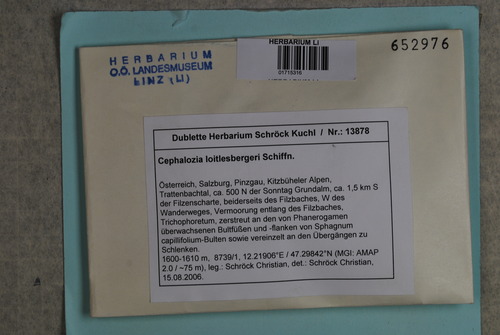 HERBARIUM
O.Ö. LANDESMUSEUM
LINZ (LI)
HERBARIUM LI
01715316
652976
Dublette Herbarium Schröck Kuchl / Nr.: 13878
Cephalozia loitlesbergeri Schiffn.
Österreich, Salzburg, Pinzgau, Kitzbüheler Alpen,
Trattenbachtal, ca. 500 N der Sonntag Grundalm, ca. 1,5 km S
der Filzenscharte, beiderseits des Filzbaches, W des
Wanderweges, Vermoorung entlang des Filzbaches,
Trichophoretum, zerstreut an den von Phanerogamen
überwachsenen Bultfüßen und -flanken von Sphagnum
capillifolium-Bulten sowie vereinzelt an den Übergängen zu
Schlenken.
1600-1610 m, 8739/1, 12.21906°E / 47.29842°N (MGI: AMAP
2.0 / ~75 m), leg.: Schröck Christian, det.: Schröck Christian,
15.08.2006.